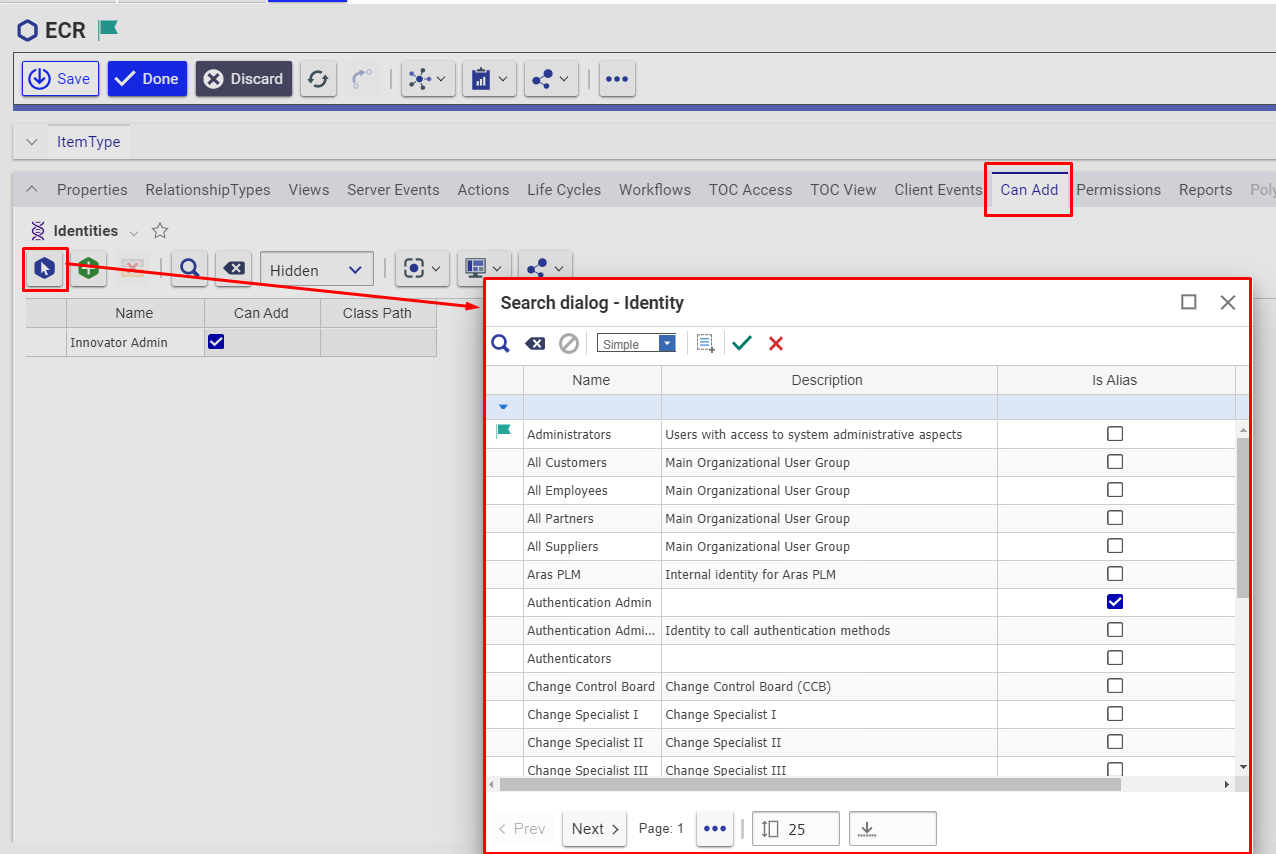 ECR
Save Done Discard
ItemType
Properties RelationshipTypes Views Server Events Actions Life Cycles Workflows TOC Access TOC View Client Events Can Add Permissions Reports Poly
Identities
Hidden
Name Can Add Class Path
Innovator Admin
Search dialog - Identity
Simple
Name Description Is Alias
Administrators Users with access to system administrative aspects
All Customers Main Organizational User Group
All Employees Main Organizational User Group
All Partners Main Organizational User Group
All Suppliers Main Organizational User Group
Aras PLM Internal identity for Aras PLM
Authentication Admin
Authentication Admi... Identity to call authentication methods
Authenticators
Change Control Board Change Control Board (CCB)
Change Specialist I Change Specialist I
Change Specialist II Change Specialist II
Change Specialist III Change Specialist III
Prev Next Page: 1 25